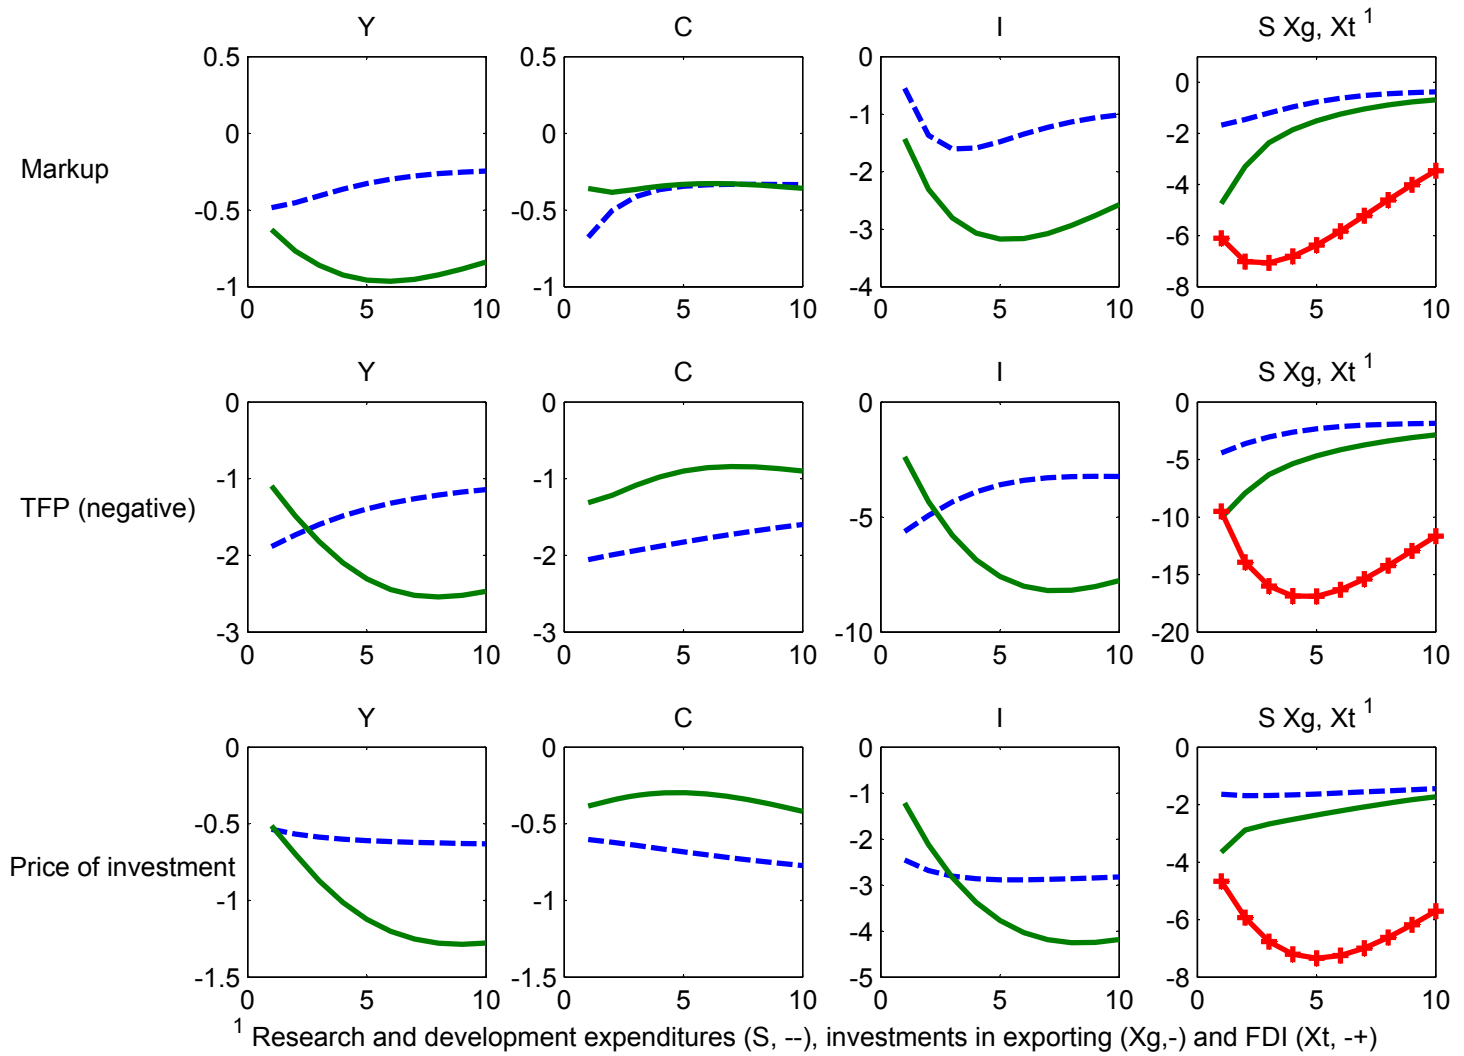 Y C I S Xg, Xt 1
0.5 0.5 0 0
0 0 -1 -2
Markup
-2 -4
-0.5 -0.5 -3 -6
-1 -1 -4 -8
0 5 10 0 5 10 0 5 10 0 5 10
Y C I S Xg, Xt 1
0 0 0 0
-1 -1 -5
TFP (negative) -5 -10
-2 -2 -15
-3 -3 -10 -20
0 5 10 0 5 10 0 5 10 0 5 10
Y C I S Xg, Xt 1
0 0 0 0
-1 -2
-0.5 -0.5 -2
Price of investment -3 -4
-1 -1 -4 -6
-1.5 -1.5 -5 -8
0 5 10 0 5 10 0 5 10 0 5 10
1 Research and development expenditures (S, --), investments in exporting (Xg,-) and FDI (Xt, -+)